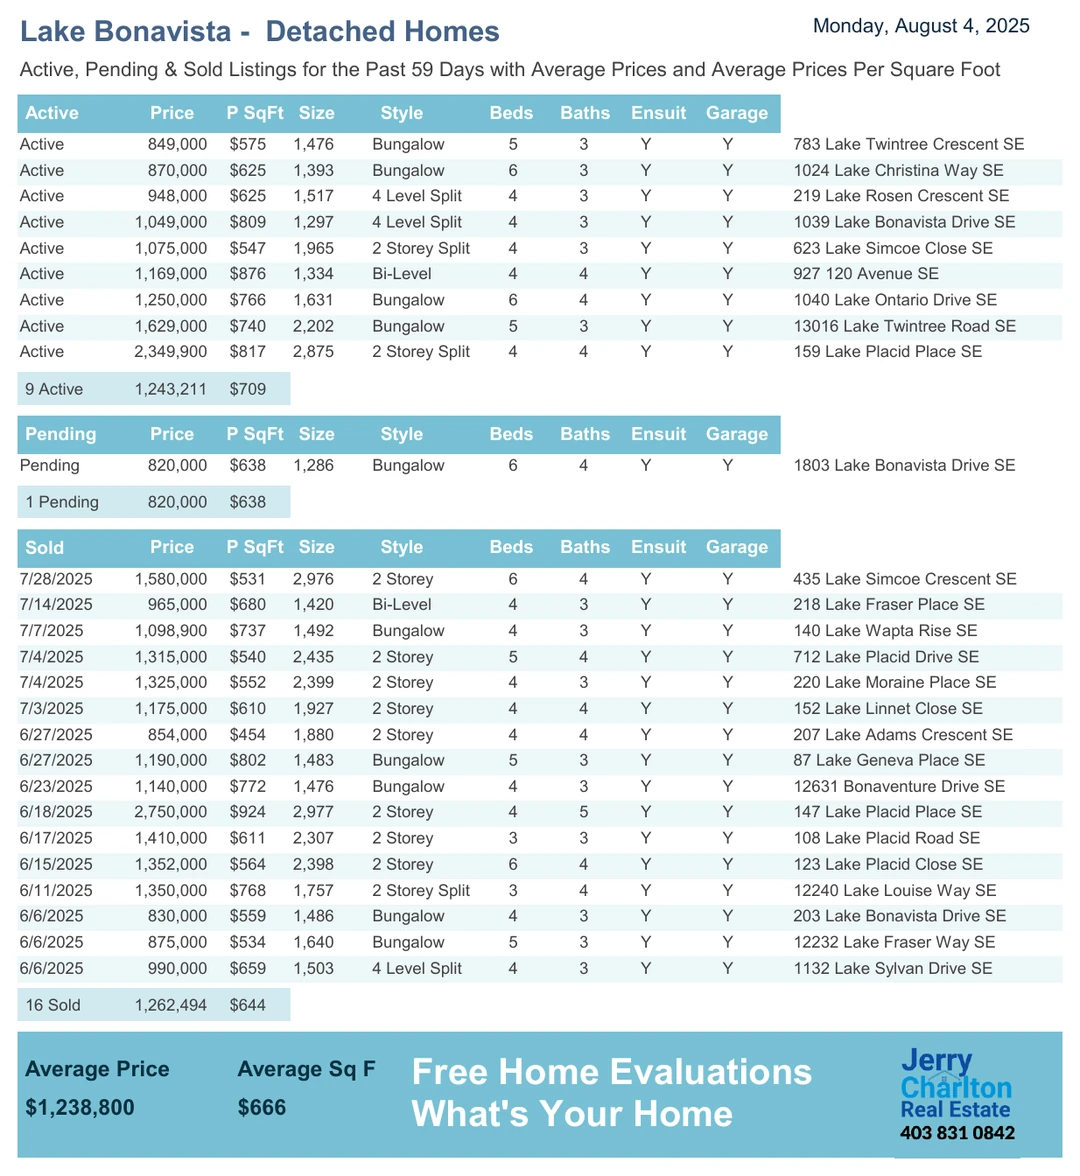 Lake Bonavista -  Detached Homes
Monday, August 4, 2025
Active, Pending & Sold Listings for the Past 59 Days with Average Prices and Average Prices Per Square Foot
Active Price P SqFt Size Style Beds Baths Ensuit Garage
Active 849,000 $575 1,476 Bungalow 5 3 Y Y 783 Lake Twintree Crescent SE
Active 870,000 $625 1,393 Bungalow 6 3 Y Y 1024 Lake Christina Way SE
Active 948,000 $625 1,517 4 Level Split 4 3 Y Y 219 Lake Rosen Crescent SE
Active 1,049,000 $809 1,297 4 Level Split 4 3 Y Y 1039 Lake Bonavista Drive SE
Active 1,075,000 $547 1,965 2 Storey Split 4 3 Y Y 623 Lake Simcoe Close SE
Active 1,169,000 $876 1,334 Bi-Level 4 4 Y Y 927 120 Avenue SE
Active 1,250,000 $766 1,631 Bungalow 6 4 Y Y 1040 Lake Ontario Drive SE
Active 1,629,000 $740 2,202 Bungalow 5 3 Y Y 13016 Lake Twintree Road SE
Active 2,349,900 $817 2,875 2 Storey Split 4 4 Y Y 159 Lake Placid Place SE
9 Active 1,243,211 $709
Pending Price P SqFt Size Style Beds Baths Ensuit Garage
Pending 820,000 $638 1,286 Bungalow 6 4 Y Y 1803 Lake Bonavista Drive SE
1 Pending 820,000 $638
Sold Price P SqFt Size Style Beds Baths Ensuit Garage
7/28/2025 1,580,000 $531 2,976 2 Storey 6 4 Y Y 435 Lake Simcoe Crescent SE
7/14/2025 965,000 $680 1,420 Bi-Level 4 3 Y Y 218 Lake Fraser Place SE
7/7/2025 1,098,900 $737 1,492 Bungalow 4 3 Y Y 140 Lake Wapta Rise SE
7/4/2025 1,315,000 $540 2,435 2 Storey 5 4 Y Y 712 Lake Placid Drive SE
7/4/2025 1,325,000 $552 2,399 2 Storey 4 3 Y Y 220 Lake Moraine Place SE
7/3/2025 1,175,000 $610 1,927 2 Storey 4 4 Y Y 152 Lake Linnet Close SE
6/27/2025 854,000 $454 1,880 2 Storey 4 4 Y Y 207 Lake Adams Crescent SE
6/27/2025 1,190,000 $802 1,483 Bungalow 5 3 Y Y 87 Lake Geneva Place SE
6/23/2025 1,140,000 $772 1,476 Bungalow 4 3 Y Y 12631 Bonaventure Drive SE
6/18/2025 2,750,000 $924 2,977 2 Storey 4 5 Y Y 147 Lake Placid Place SE
6/17/2025 1,410,000 $611 2,307 2 Storey 3 3 Y Y 108 Lake Placid Road SE
6/15/2025 1,352,000 $564 2,398 2 Storey 6 4 Y Y 123 Lake Placid Close SE
6/11/2025 1,350,000 $768 1,757 2 Storey Split 3 4 Y Y 12240 Lake Louise Way SE
6/6/2025 830,000 $559 1,486 Bungalow 4 3 Y Y 203 Lake Bonavista Drive SE
6/6/2025 875,000 $534 1,640 Bungalow 5 3 Y Y 12232 Lake Fraser Way SE
6/6/2025 990,000 $659 1,503 4 Level Split 4 3 Y Y 1132 Lake Sylvan Drive SE
16 Sold 1,262,494 $644
Average Price Average Sq F
$1,238,800 $666
Free Home Evaluations
What's Your Home
Jerry
Charlton
Real Estate
403 831 0842